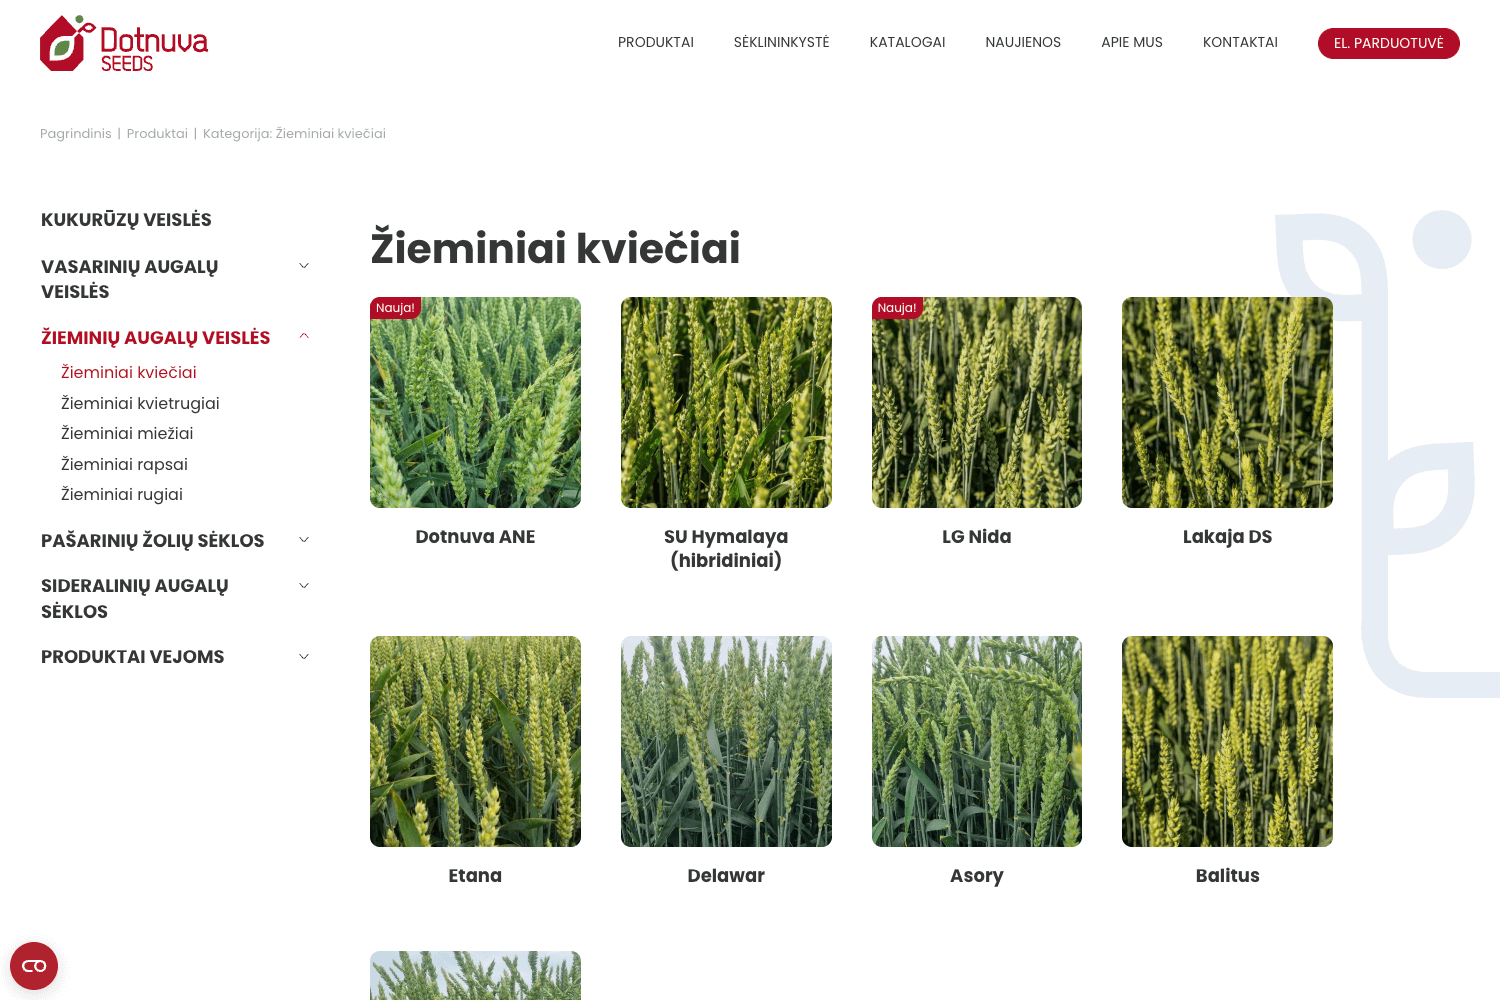 Dotnuva
SEEDS
PRODUKTAI
SĖKLININKYSTĖ
KATALOGAI
NAUJIENOS
APIE MUS
KONTAKTAI
EL. PARDUOTUVĖ
Pagrindinis | Produktai | Kategorija: Žieminiai kviečiai
KUKURŪZŲ VEISLĖS
VASARINIŲ AUGALŲ
VEISLĖS
ŽIEMINIŲ AUGALŲ VEISLĖS
Žieminiai kviečiai
Žieminiai kvietrugiai
Žieminiai miežiai
Žieminiai rapsai
Žieminiai rugiai
PAŠARINIŲ ŽOLIŲ SĖKLOS
SIDERALINIŲ AUGALŲ
SĖKLOS
PRODUKTAI VEJOMS
Žieminiai kviečiai
Nauja!
Nauja!
Dotnuva ANE
SU Hymalaya
(hibridiniai)
LG Nida
Lakaja DS
Etana
Delawar
Asory
Balitus